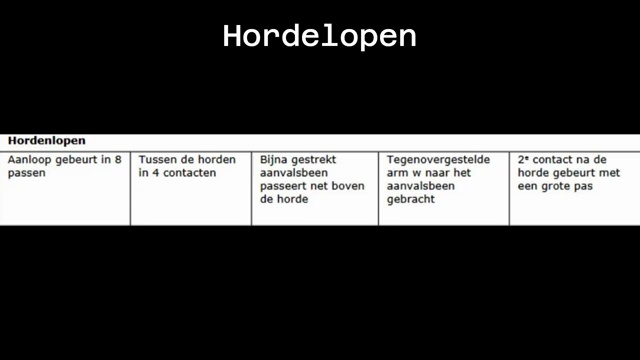 Hordelopen
Hordenlopen
Aanloop gebeurt in 8
passen
Tussen de horden
in 4 contacten
Bijna gestrekt
aanvalsbeen
passeert net boven
de horde
Tegenovergestelde
arm w naar het
aanvalsbeen
gebracht
2ᵉ contact na de
horde gebeurt met
een grote pas